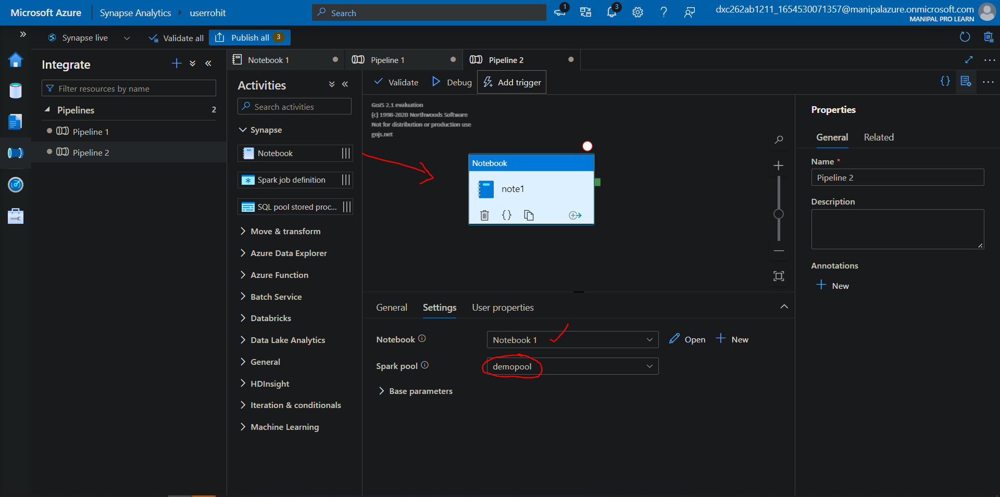 Microsoft Azure
Synapse Analytics
userrohit
Search
1
3
dxc262ab1211_1654530071357@manipalazure.onmicrosoft.com
MANIPAL PRO LEARN
Synapse live
Validate all
Publish all 3
Integrate
Filter resources by name
Pipelines 2
Pipeline 1
Pipeline 2
Notebook 1
Pipeline 1
Pipeline 2
Activities
Search activities
Synapse
Notebook
Spark job definition
SQL pool stored proc...
Move & transform
Azure Data Explorer
Azure Function
Batch Service
Databricks
Data Lake Analytics
General
HDInsight
Iteration & conditionals
Machine Learning
Validate
Debug
Add trigger
GoJS 2.1 evaluation
(c) 1998-2020 Northwoods Software
Not for distribution or production use
gojs.net
Notebook
note1
General
Settings
User properties
Notebook
Notebook 1
Open
New
Spark pool
demopool
Base parameters
Properties
General
Related
Name *
Pipeline 2
Description
Annotations
New